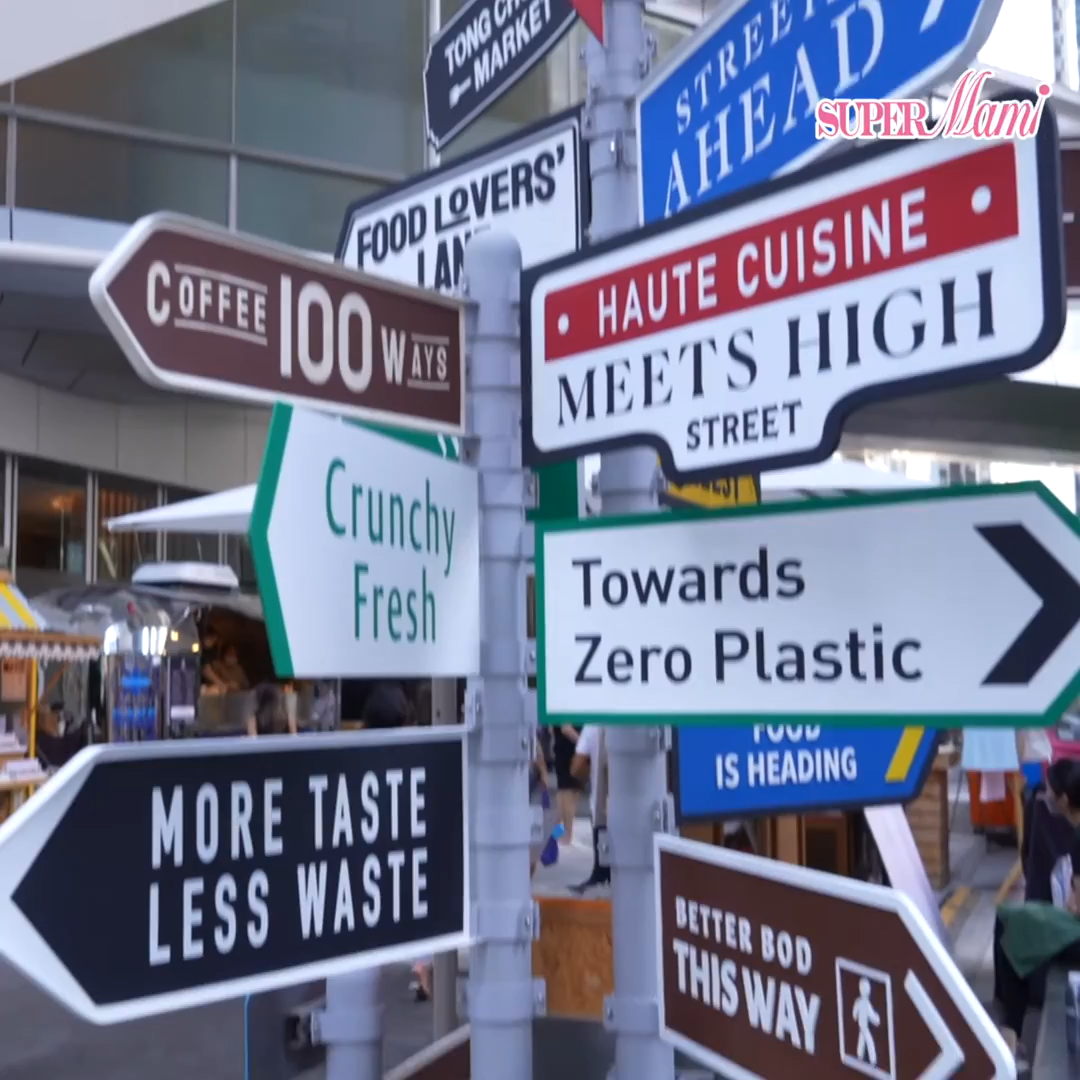 TONG
MARKET
STREET
AHEAD
SUPER Mami
FOOD LOVERS'
HAUTE CUISINE
MEETS HIGH
STREET
COFFEE 100 WAYS
Crunchy
Fresh
Towards
Zero Plastic
FOOD
IS HEADING
MORE TASTE
LESS WASTE
BETTER BOD
THIS WAY